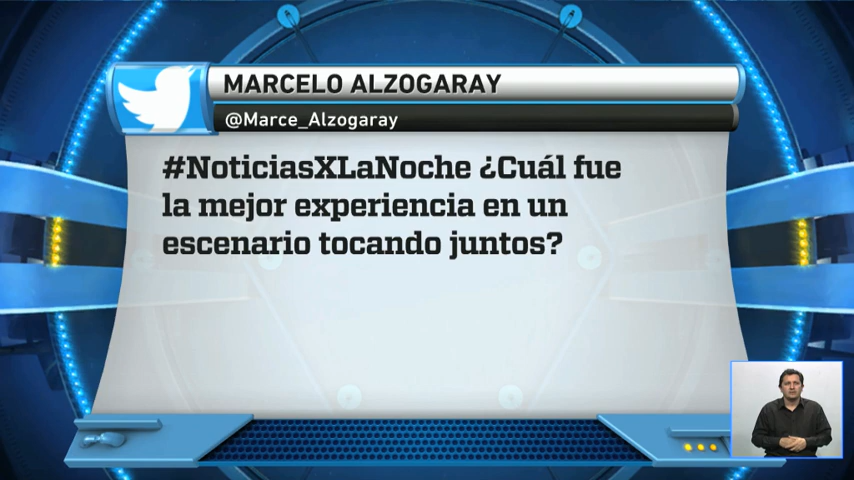 MARCELO ALZOGARAY
@Marce_Alzogaray
#NoticiasXLaNoche ¿Cuál fue
la mejor experiencia en un
escenario tocando juntos?